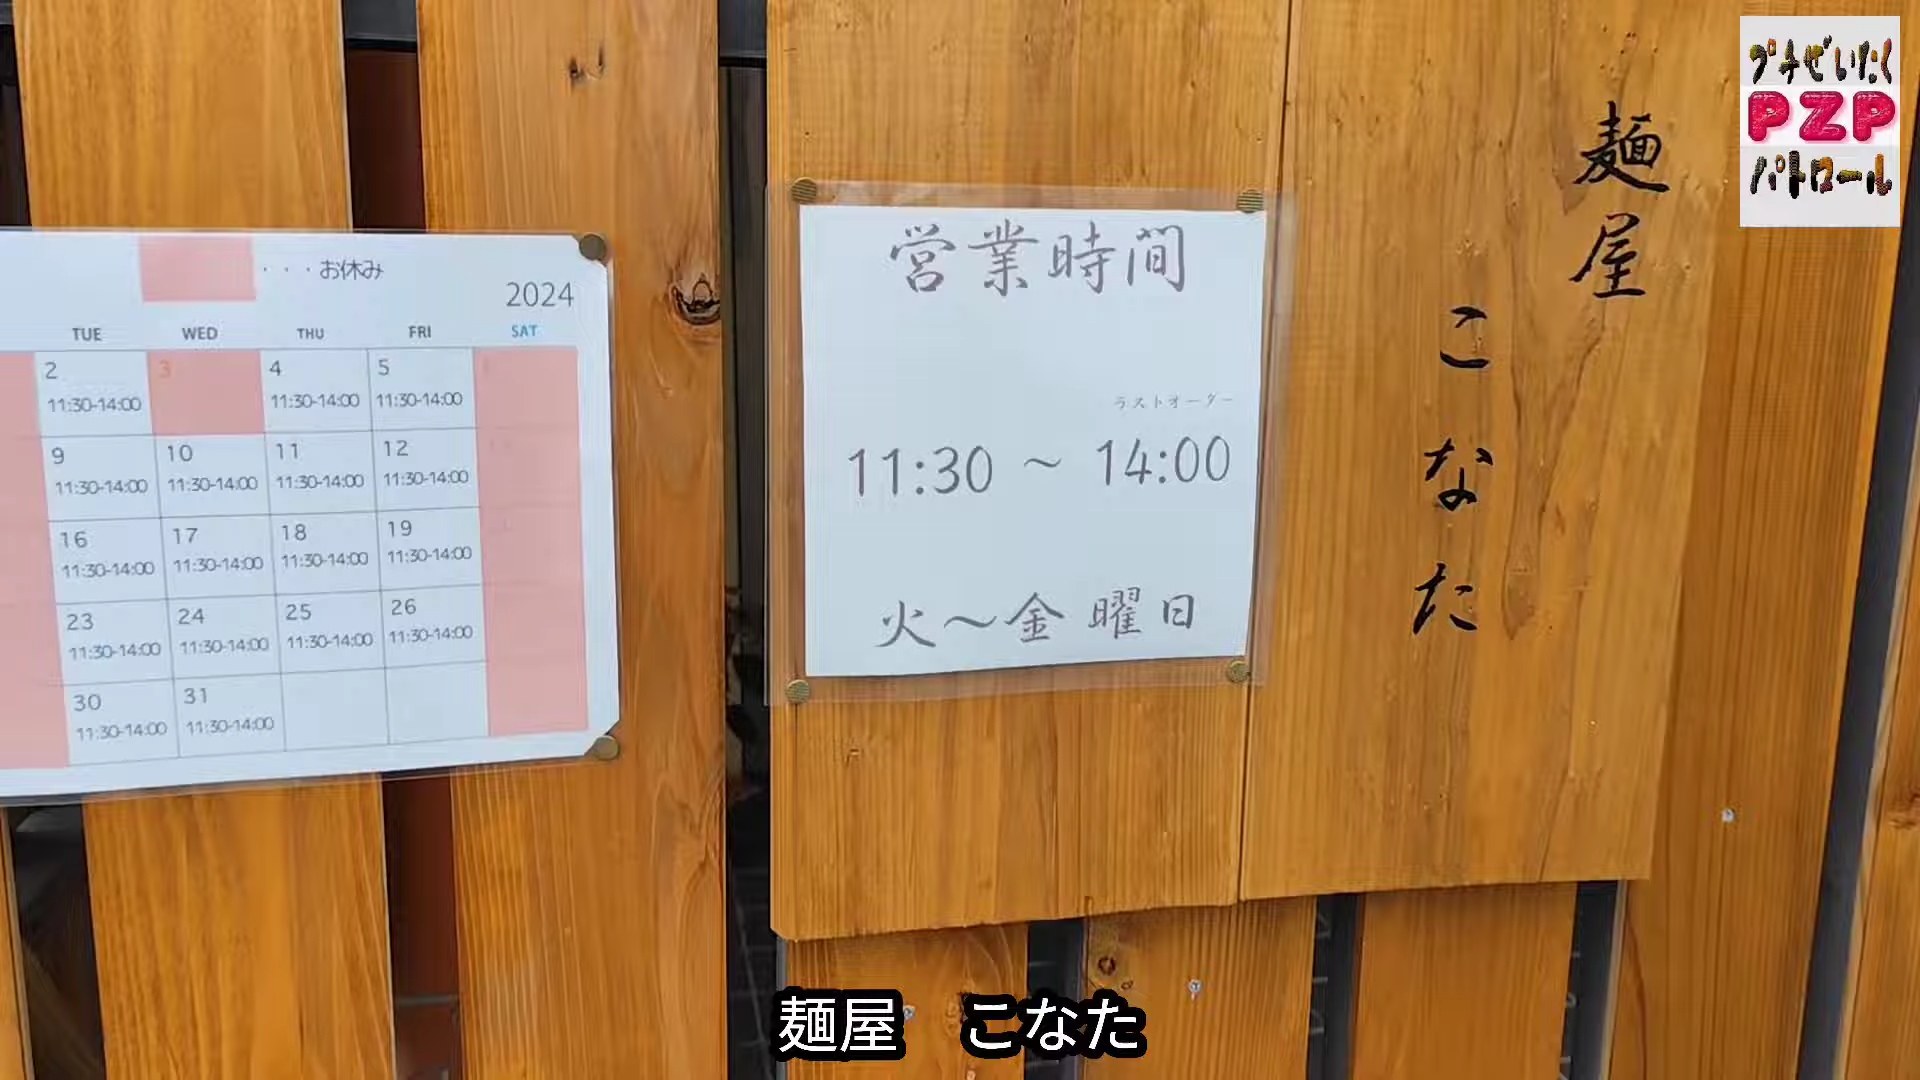 ・・・お休み
2024
TUE WED THU FRI SAT
2 3 4 5
11:30-14:00 11:30-14:00 11:30-14:00
9 10 11 12
11:30-14:00 11:30-14:00 11:30-14:00 11:30-14:00
16 17 18 19
11:30-14:00 11:30-14:00 11:30-14:00 11:30-14:00
23 24 25 26
11:30-14:00 11:30-14:00 11:30-14:00 11:30-14:00
30 31
11:30-14:00 11:30-14:00
営業時間
ラストオーダー
11:30 ～ 14:00
火～金曜日
麺屋
こなた
プチぜいたく
PZP
パトロール
麺屋 こなた